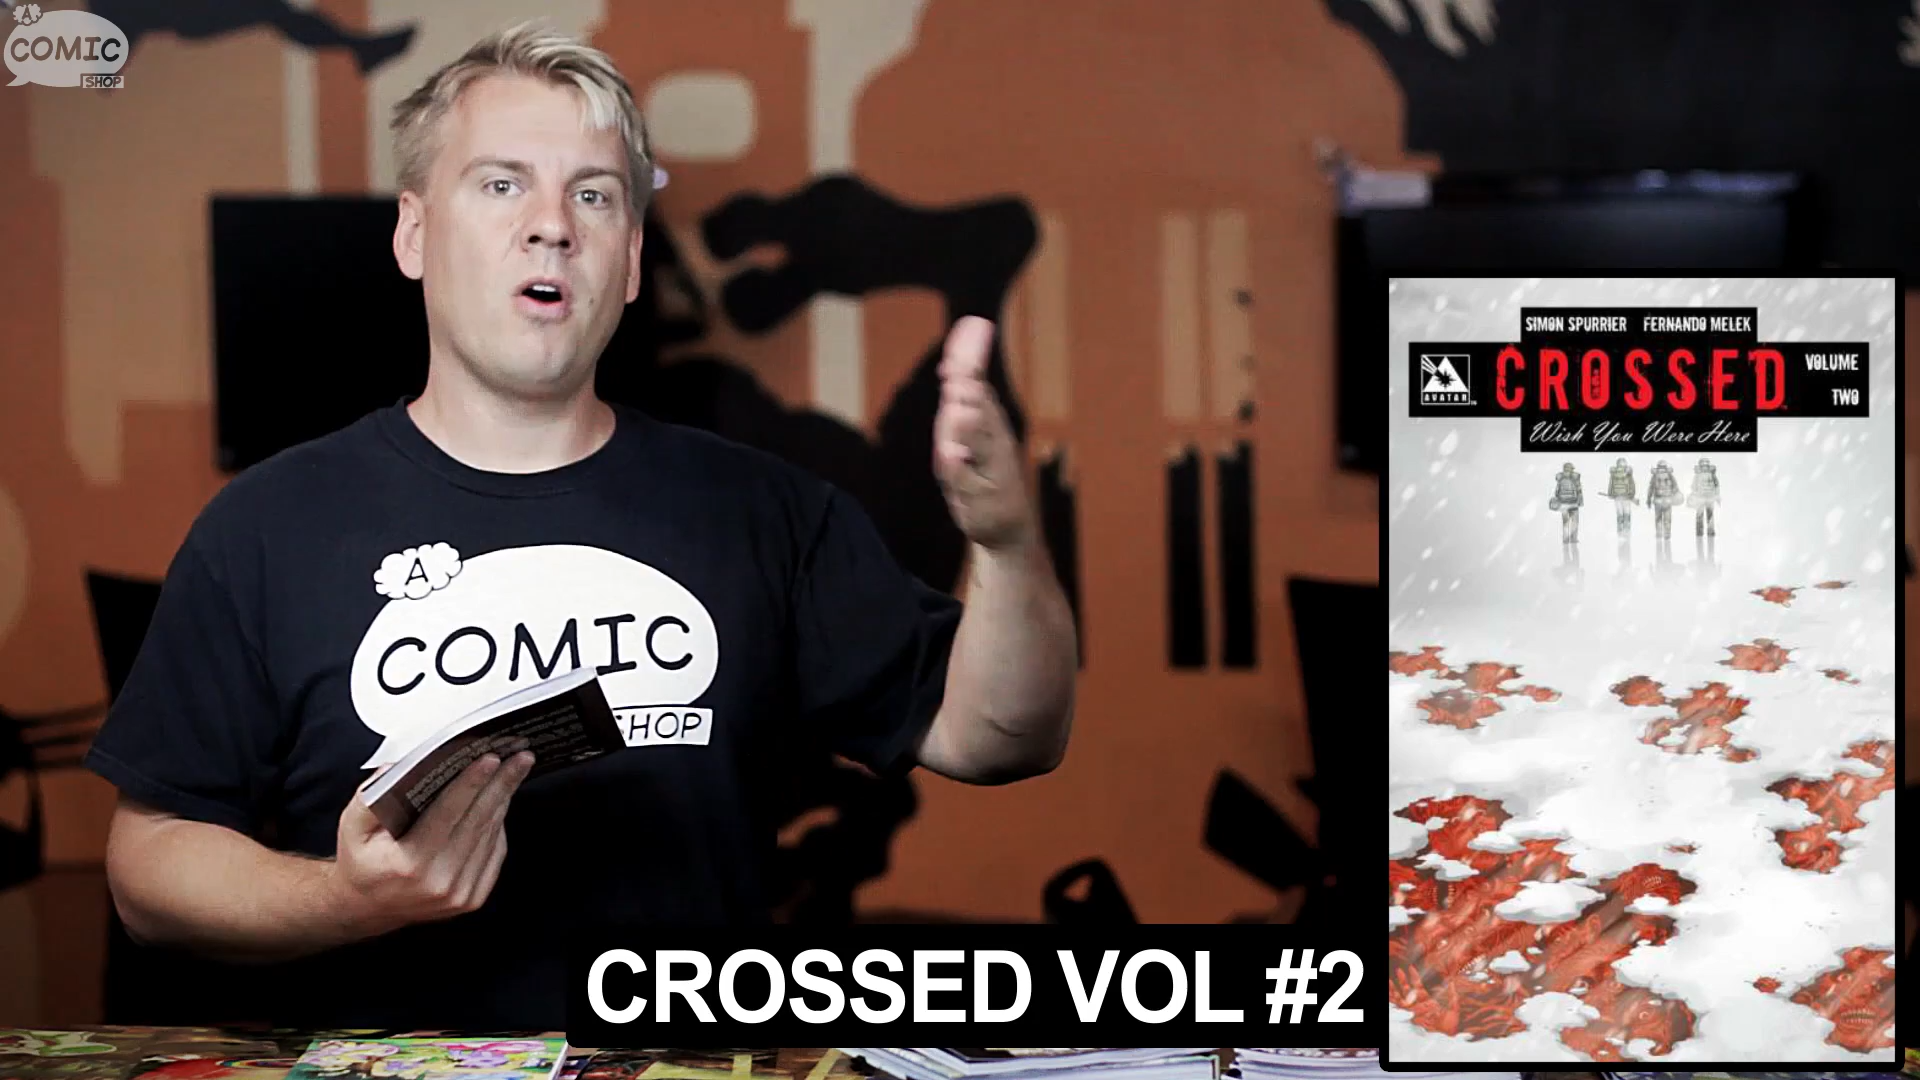 A
COMIC
SHOP
A
COMIC
SHOP
SIMON SPURRIER FERNANDO MELEK
AVATAR
CROSSED
VOLUME
TWO
Wish You Were Here
CROSSED VOL #2